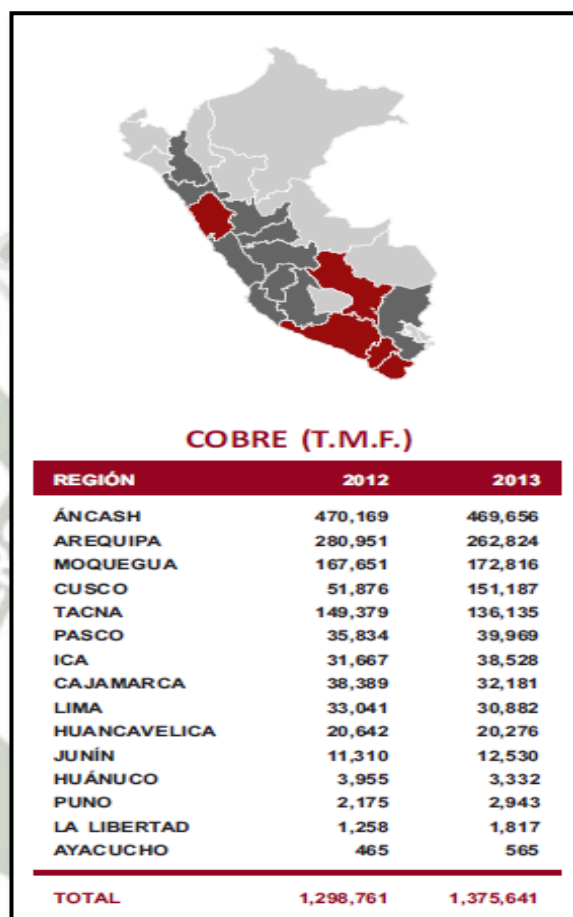 COBRE (T.M.F.)
REGIÓN 2012 2013
ÁNCASH 470,169 469,656
AREQUIPA 280,951 262,824
MOQUEGUA 167,651 172,816
CUSCO 51,876 151,187
TACNA 149,379 136,135
PASCO 35,834 39,969
ICA 31,667 38,528
CAJAMARCA 38,389 32,181
LIMA 33,041 30,882
HUANCAVELICA 20,642 20,276
JUNÍN 11,310 12,530
HUÁNUCO 3,955 3,332
PUNO 2,175 2,943
LA LIBERTAD 1,258 1,817
AYACUCHO 465 565
TOTAL 1,298,761 1,375,641